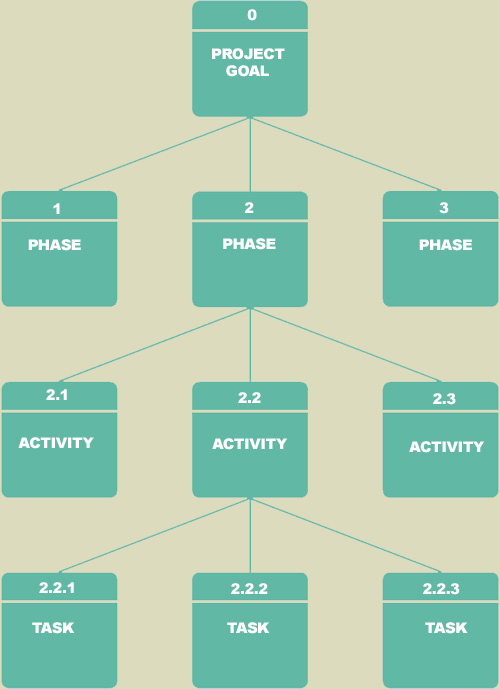 0
PROJECT
GOAL
1
PHASE
2
PHASE
3
PHASE
2.1
ACTIVITY
2.2
ACTIVITY
2.3
ACTIVITY
2.2.1
TASK
2.2.2
TASK
2.2.3
TASK